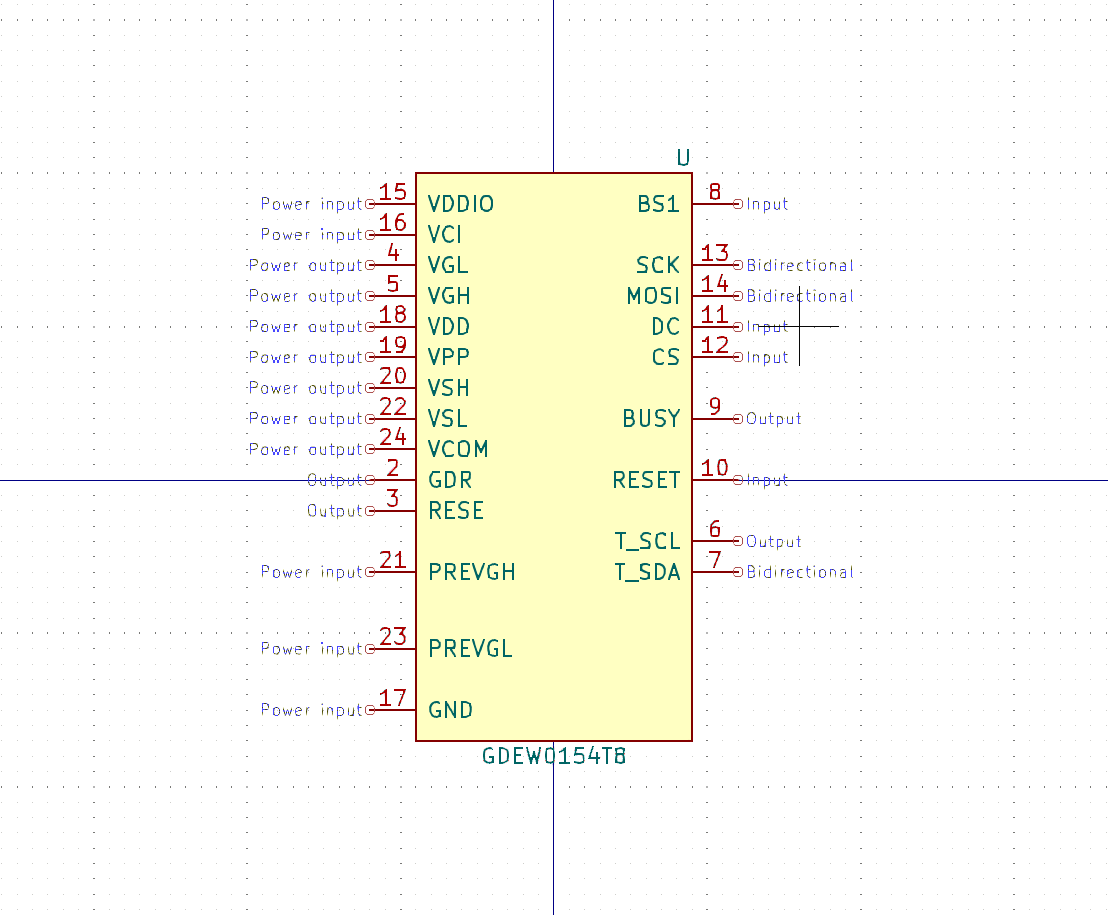 U
Power input 15 VDDIO BS1 8 Input
Power input 16 VCI
Power output 4 VGL SCK 13 Bidirectional
Power output 5 VGH MOSI 14 Bidirectional
Power output 18 VDD DC 11 Input
Power output 19 VPP CS 12 Input
Power output 20 VSH
Power output 22 VSL BUSY 9 Output
Power output 24 VCOM
Output 2 GDR RESET 10 Input
Output 3 RESE
T_SCL 6 Output
Power input 21 PREVGH T_SDA 7 Bidirectional
Power input 23 PREVGL
Power input 17 GND
GDEW0154T8